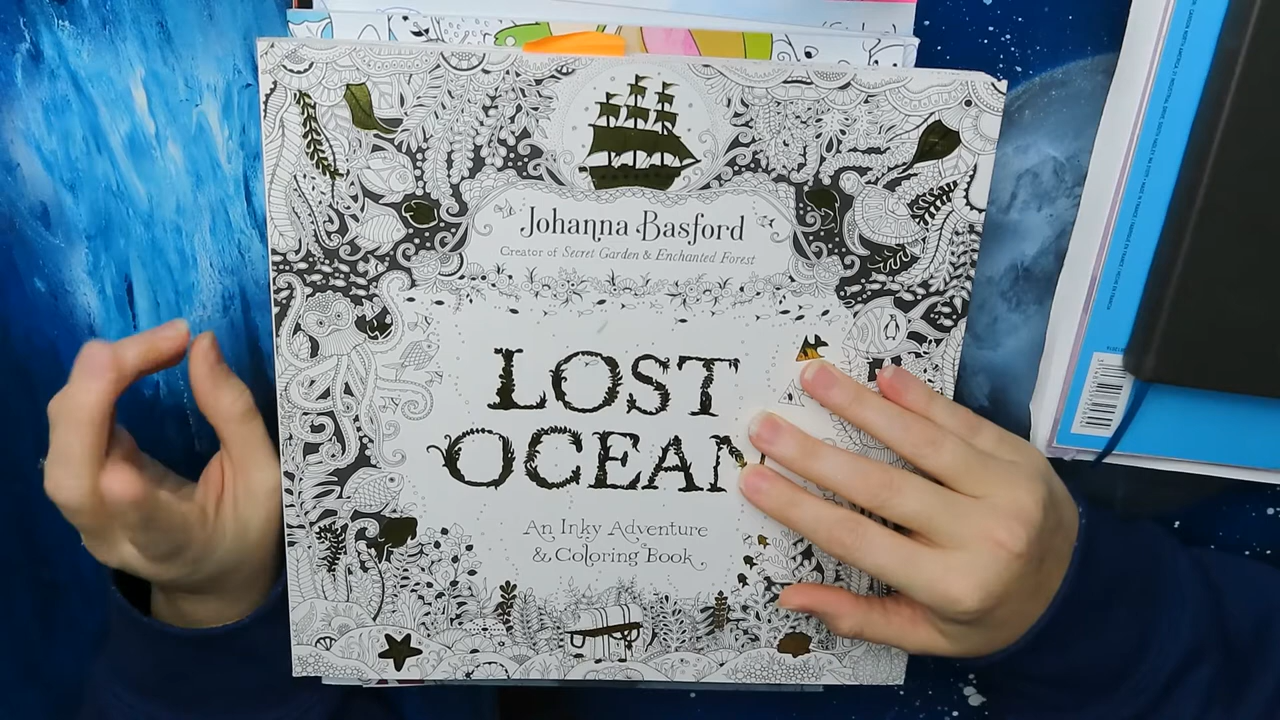 Johanna Basford
Creator of Secret Garden & Enchanted Forest
LOST
OCEAN
An Inky Adventure
& Coloring Book